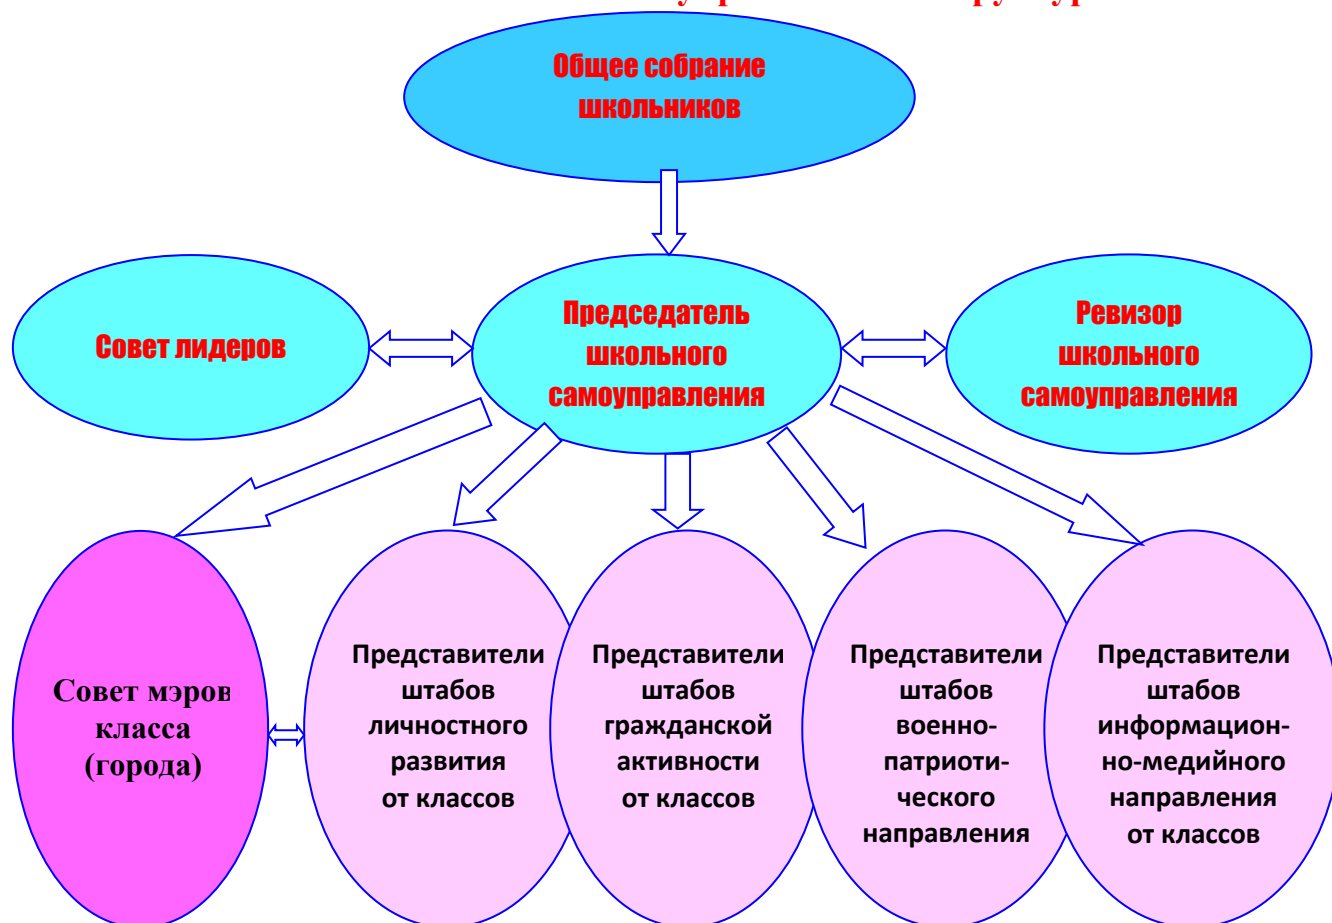 Общее собрание
школьников
Совет лидеров
Председатель
школьного
самоуправления
Ревизор
школьного
самоуправления
Совет мэров
класса
(города)
Представители
штабов
личностного
развития
от классов
Представители
штабов
гражданской
активности
от классов
Представители
штабов
военно-
патриоти-
ческого
направления
Представители
штабов
информацион-
но-медийного
направления
от классов